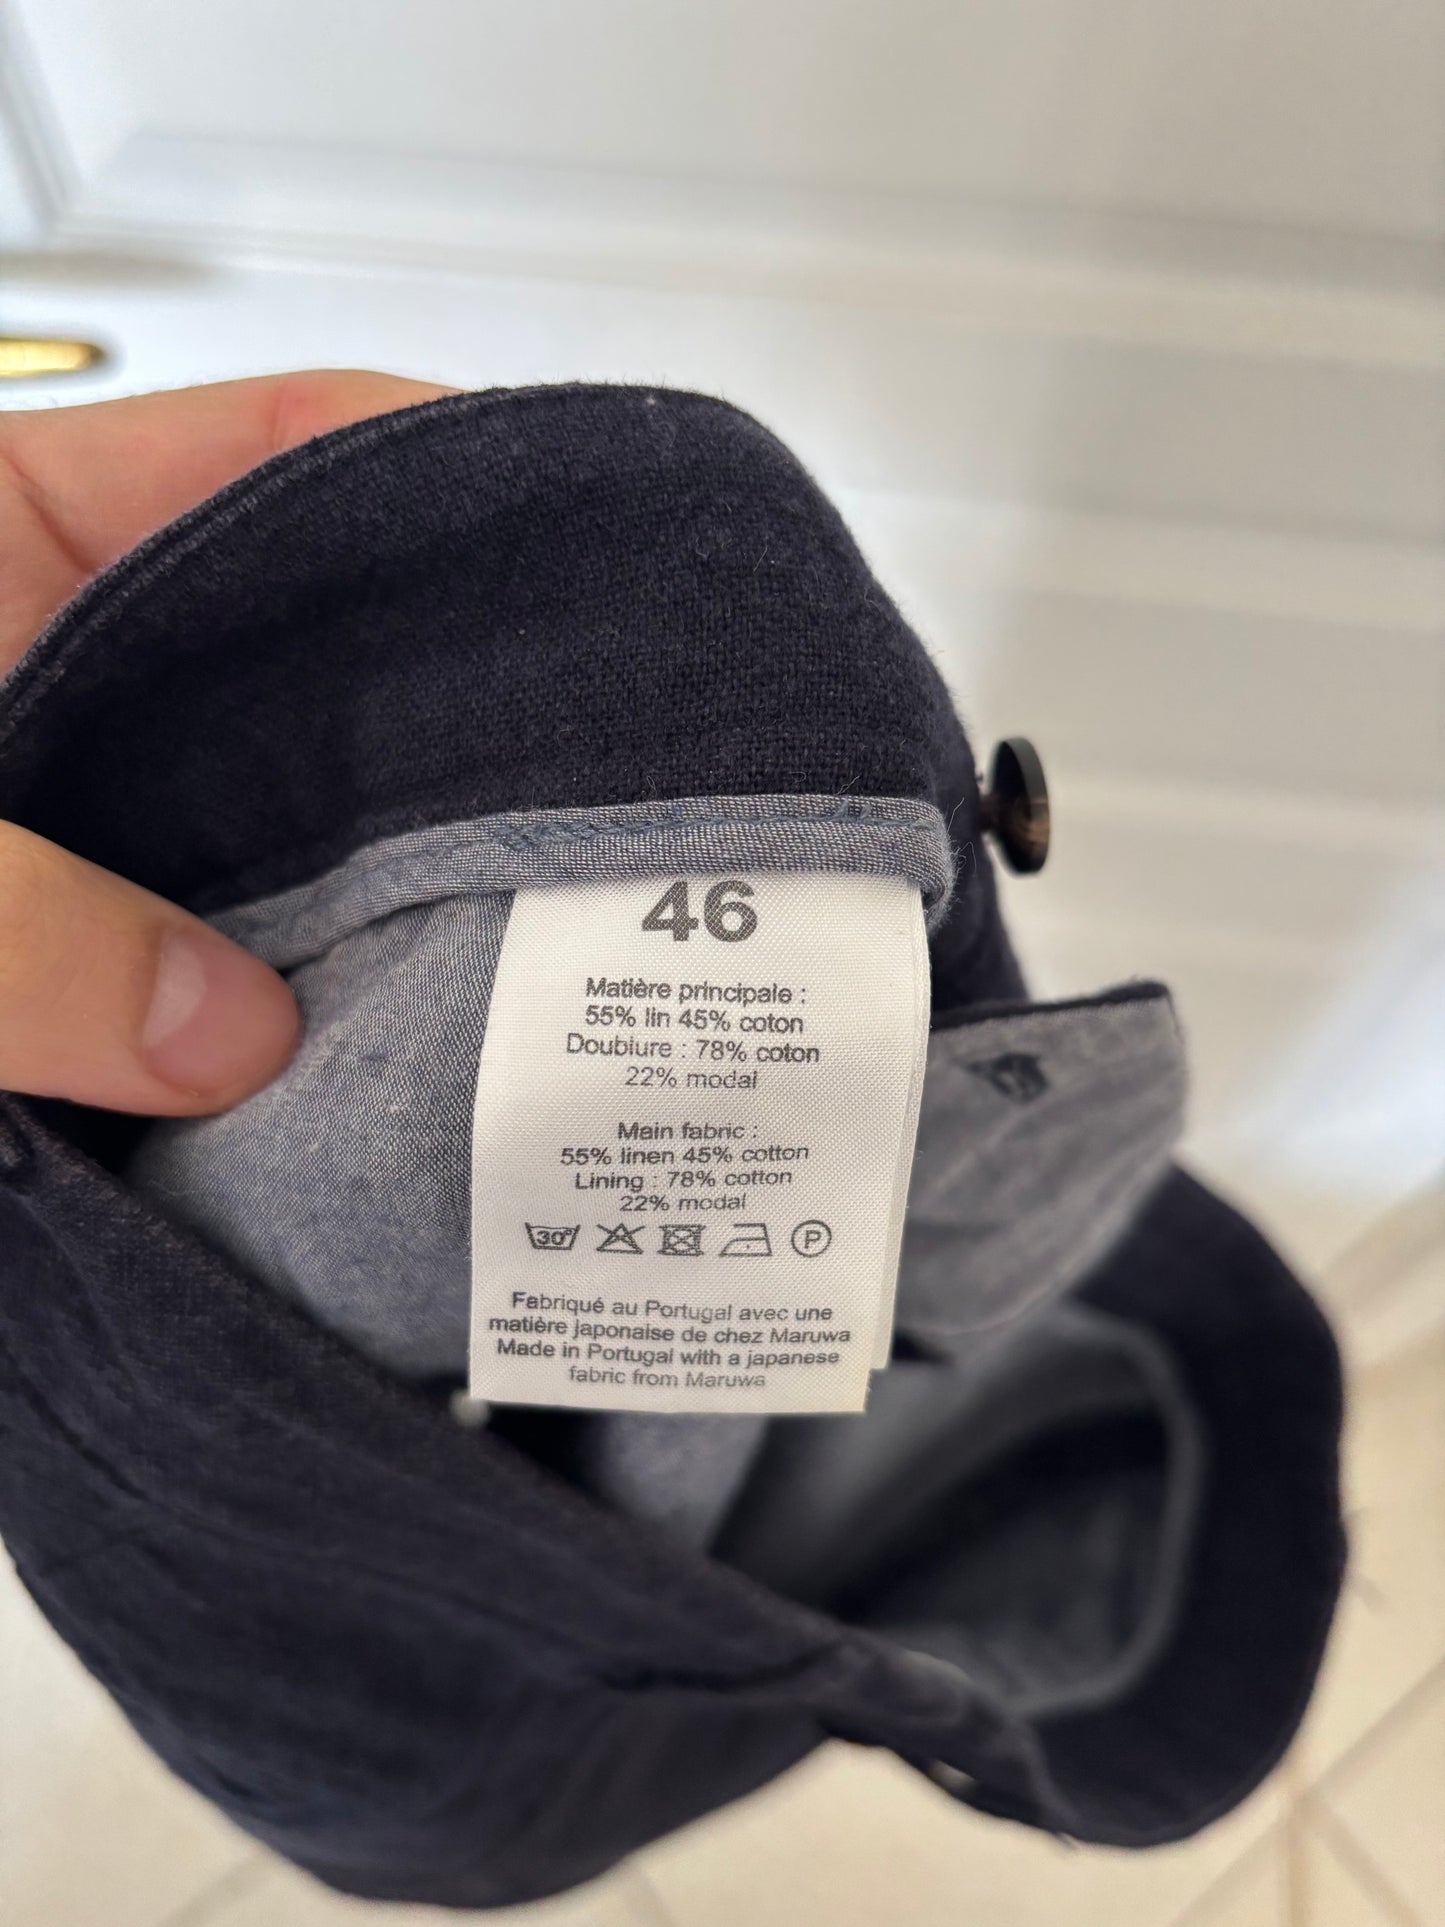 46
Matière principale :
55% lin 45% coton
Doublure : 78% coton
22% modal
Main fabric :
55% linen 45% cotton
Lining : 78% cotton
22% modal
30°
P
Fabriqué au Portugal avec une
matière japonaise de chez Maruwa
Made in Portugal with a japanese
fabric from Maruwa